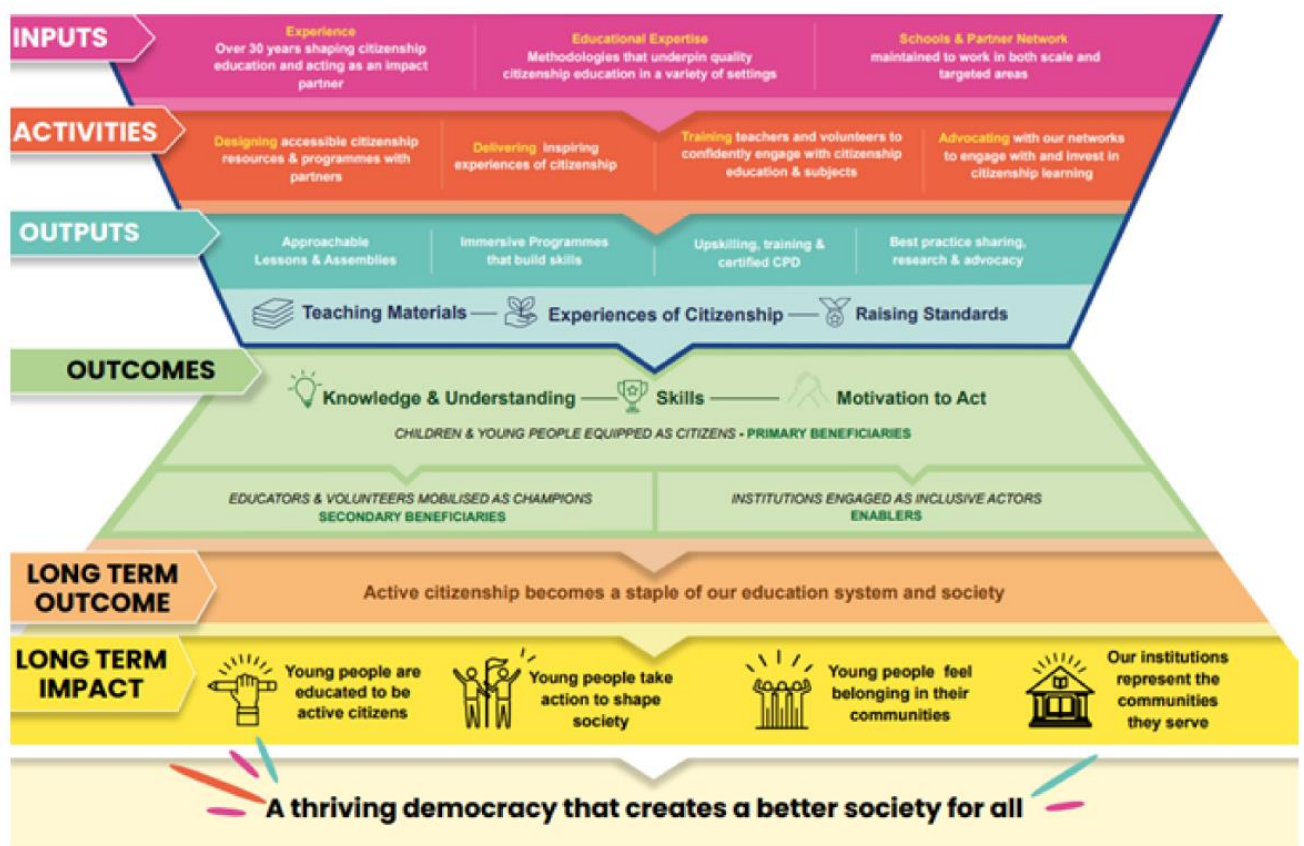 INPUTS
Experience
Over 30 years shaping citizenship
education and acting as an impact
partner
Educational Expertise
Methodologies that underpin quality
citizenship education in a variety of settings
Schools & Partner Network
maintained to work in both scale and
targeted areas
ACTIVITIES
Designing accessible citizenship
resources & programmes with
partners
Delivering inspiring
experiences of citizenship
Training teachers and volunteers to
confidently engage with citizenship
education & subjects
Advocating with our networks
to engage with and invest in
citizenship learning
OUTPUTS
Approachable
Lessons & Assemblies
Immersive Programmes
that build skills
Upskilling, training &
certified CPD
Best practice sharing,
research & advocacy
Teaching Materials
Experiences of Citizenship
Raising Standards
OUTCOMES
Knowledge & Understanding
Skills
Motivation to Act
CHILDREN & YOUNG PEOPLE EQUIPPED AS CITIZENS - PRIMARY BENEFICIARIES
EDUCATORS & VOLUNTEERS MOBILISED AS CHAMPIONS
SECONDARY BENEFICIARIES
INSTITUTIONS ENGAGED AS INCLUSIVE ACTORS
ENABLERS
LONG TERM
OUTCOME
Active citizenship becomes a staple of our education system and society
LONG TERM
IMPACT
Young people are
educated to be
active citizens
Young people take
action to shape
society
Young people feel
belonging in their
communities
Our institutions
represent the
communities
they serve
A thriving democracy that creates a better society for all